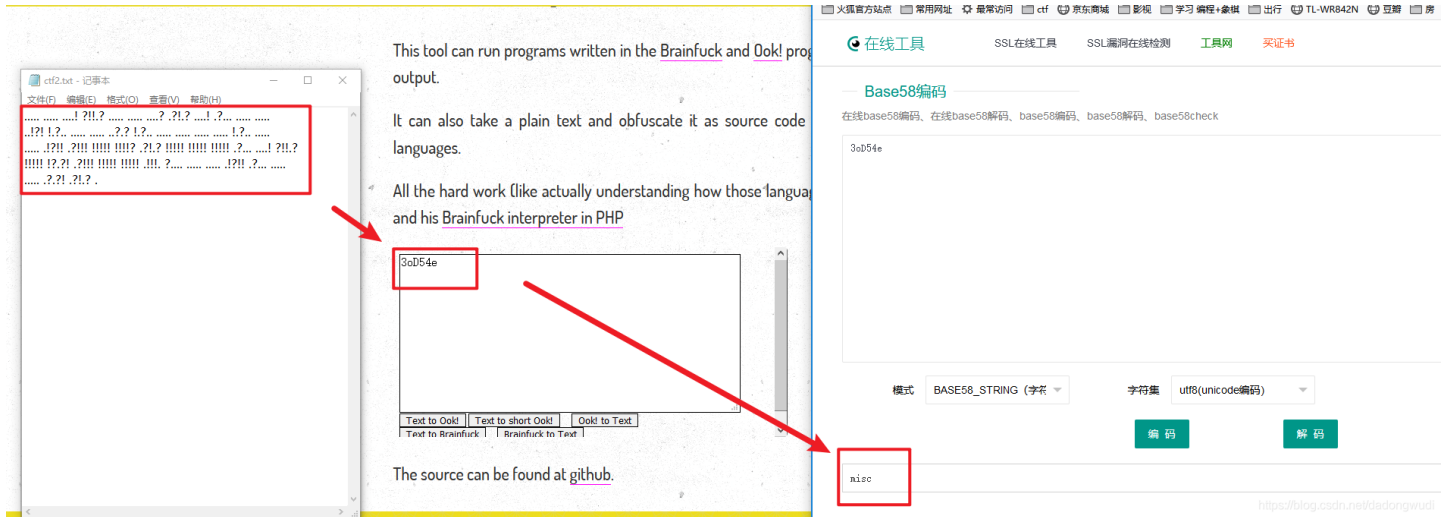 ctf2.txt - 记事本
文件(F) 编辑(E) 格式(O) 查看(V) 帮助(H)
..... ..... ....! ?!!.? ..... ..... ....? .?!.? ....! .?... ..... .....
..!?! !.?.. ..... ..... ..?.? !.?.. ..... ..... ..... ..... !.?.. .....
..... .!?!! .?!!! !!!!! !!!!? .?!.? !!!!! !!!!! !!!!! .?... ....! ?!!.?
!!!!! !?.?! .?!!! !!!!! !!!!! .!!!. ?.... ..... ..... .!?!! .?... .....
..... .?.?! .?!.? .
This tool can run programs written in the Brainfuck and Ook! prog
output.
It can also take a plain text and obfuscate it as source code
languages.
All the hard work (like actually understanding how those languag
and his Brainfuck interpreter in PHP
3oD54e
Text to Ook! Text to short Ook! Ook! to Text
Text to Brainfuck Brainfuck to Text
The source can be found at github.
火狐官方站点 常用网址 最常访问 ctf 京东商城 影视 学习 编程+象棋 出行 TL-WR842N 豆瓣 房
在线工具 SSL在线工具 SSL漏洞在线检测 工具网 买证书
Base58编码
在线base58编码、在线base58解码、base58编码、base58解码、base58check
3oD54e
模式 BASE58_STRING（字符 字符集 utf8(unicode编码)
编 码 解 码
misc
https://blog.csdn.net/dadongwudi